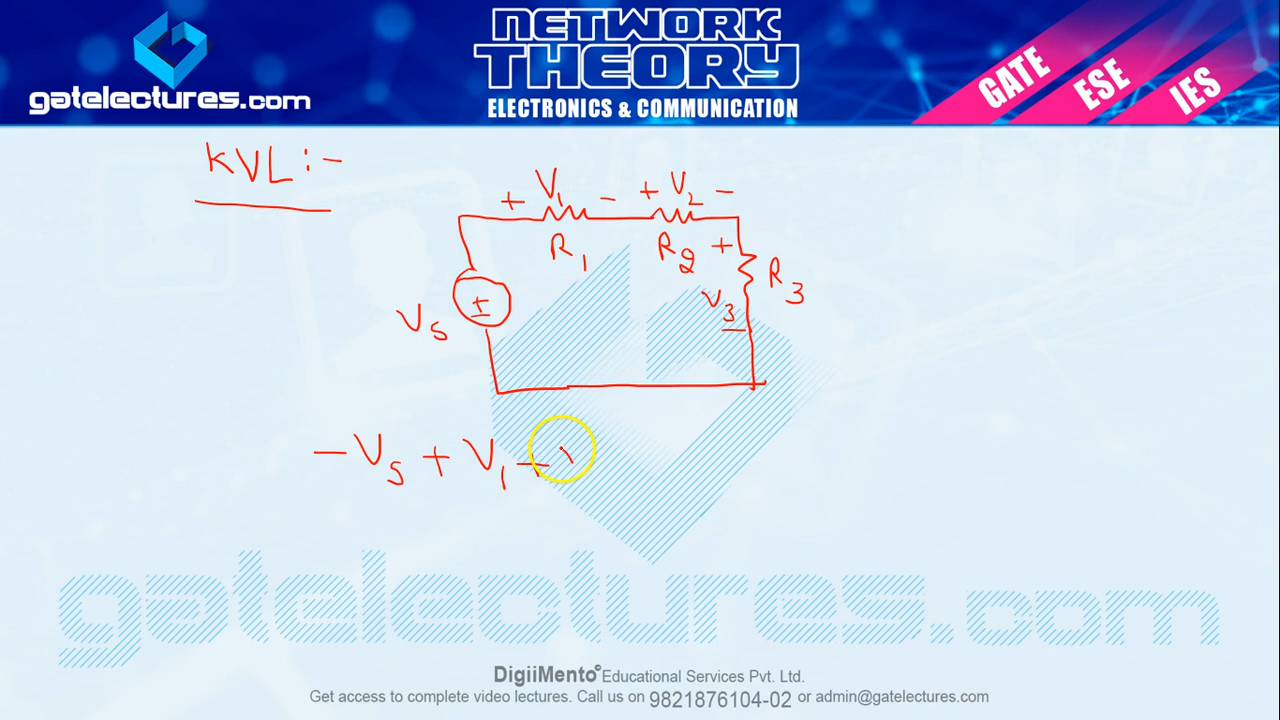 gatelectures.com
NETWORK
THEORY
ELECTRONICS & COMMUNICATION
GATE
ESE
IES
KVL :-
+ V1 - + V2 -
R1 R2 + R3
V3
-
VS
±
-VS + V1 +
gatelectures.com
DigiiMento© Educational Services Pvt. Ltd.
Get access to complete video lectures. Call us on 9821876104-02 or admin@gatelectures.com